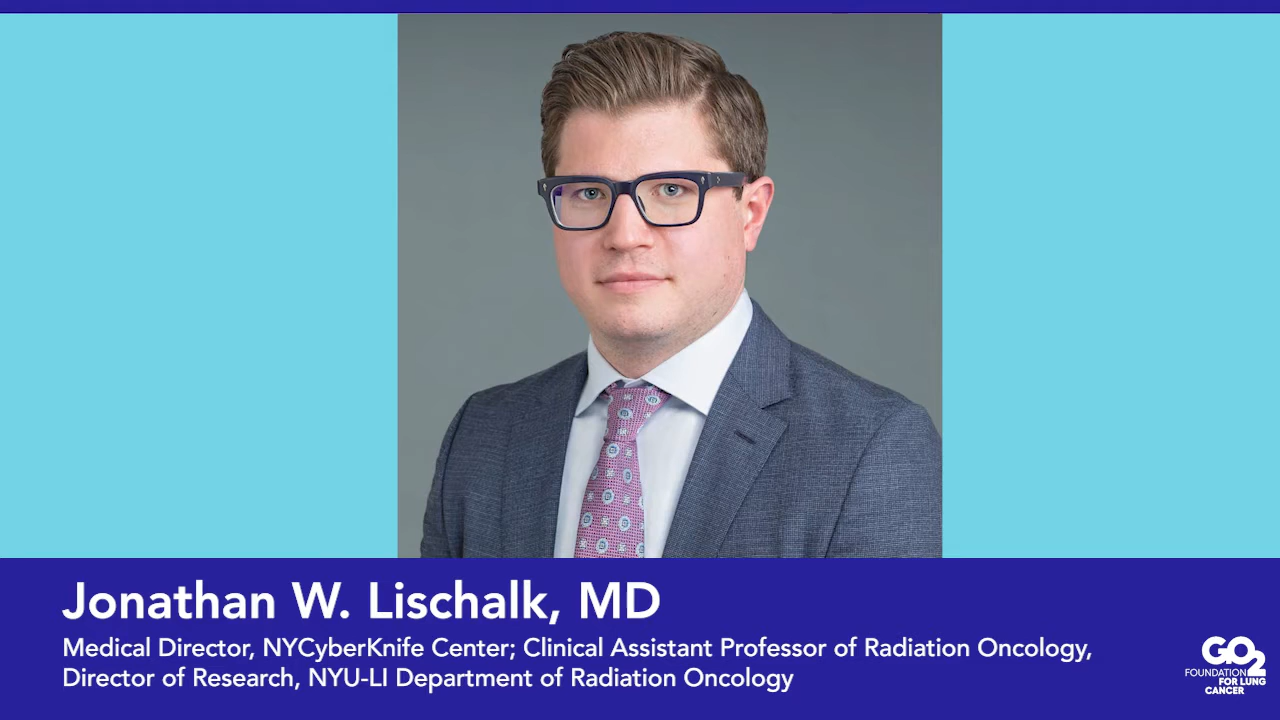 Jonathan W. Lischalk, MD
Medical Director, NYCyberKnife Center; Clinical Assistant Professor of Radiation Oncology,
Director of Research, NYU-LI Department of Radiation Oncology
GO2
FOUNDATION
FOR LUNG
CANCER